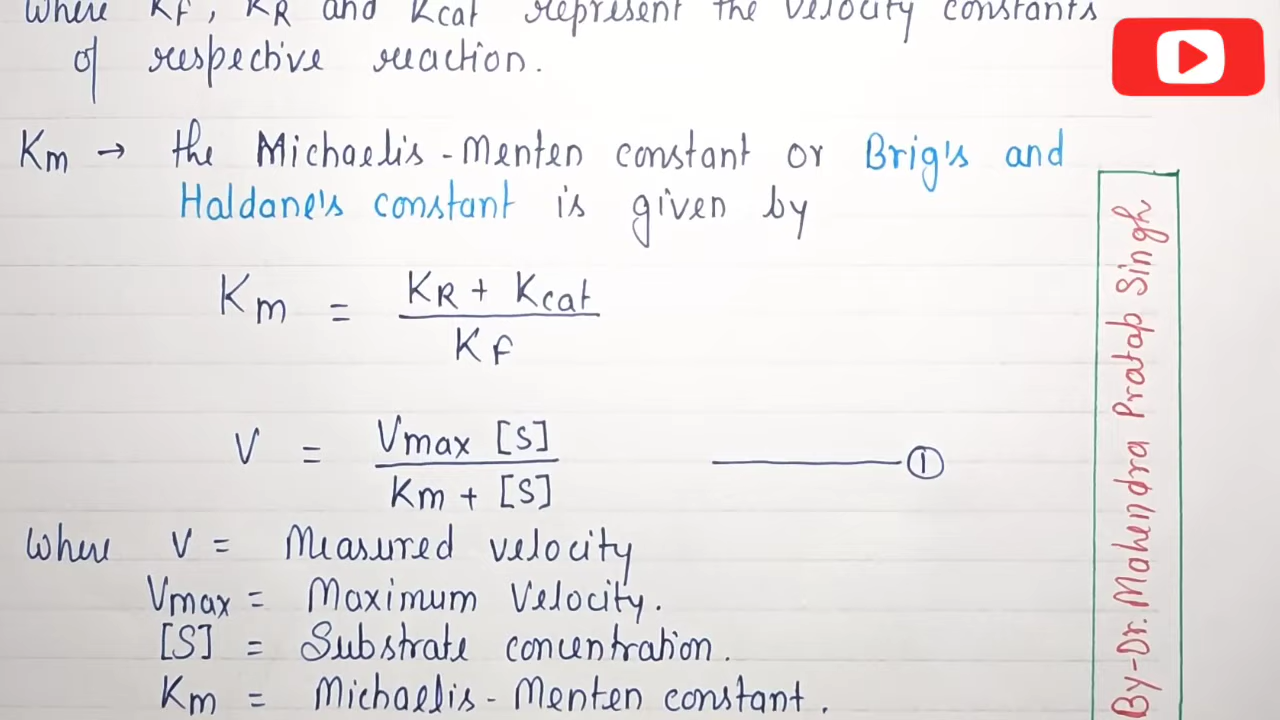 where KF, KR and Kcat represent the velocity constants
of respective reaction.
Km → the Michaelis-Menten constant or Brig's and
Haldane's constant is given by
Km = KR + Kcat / KF
V = Vmax [S] / Km + [S] ——— ①
where V = Measured velocity
Vmax = Maximum Velocity.
[S] = Substrate concentration.
Km = Michaelis-Menten constant.
By-Dr. Mahendra Pratap Singh